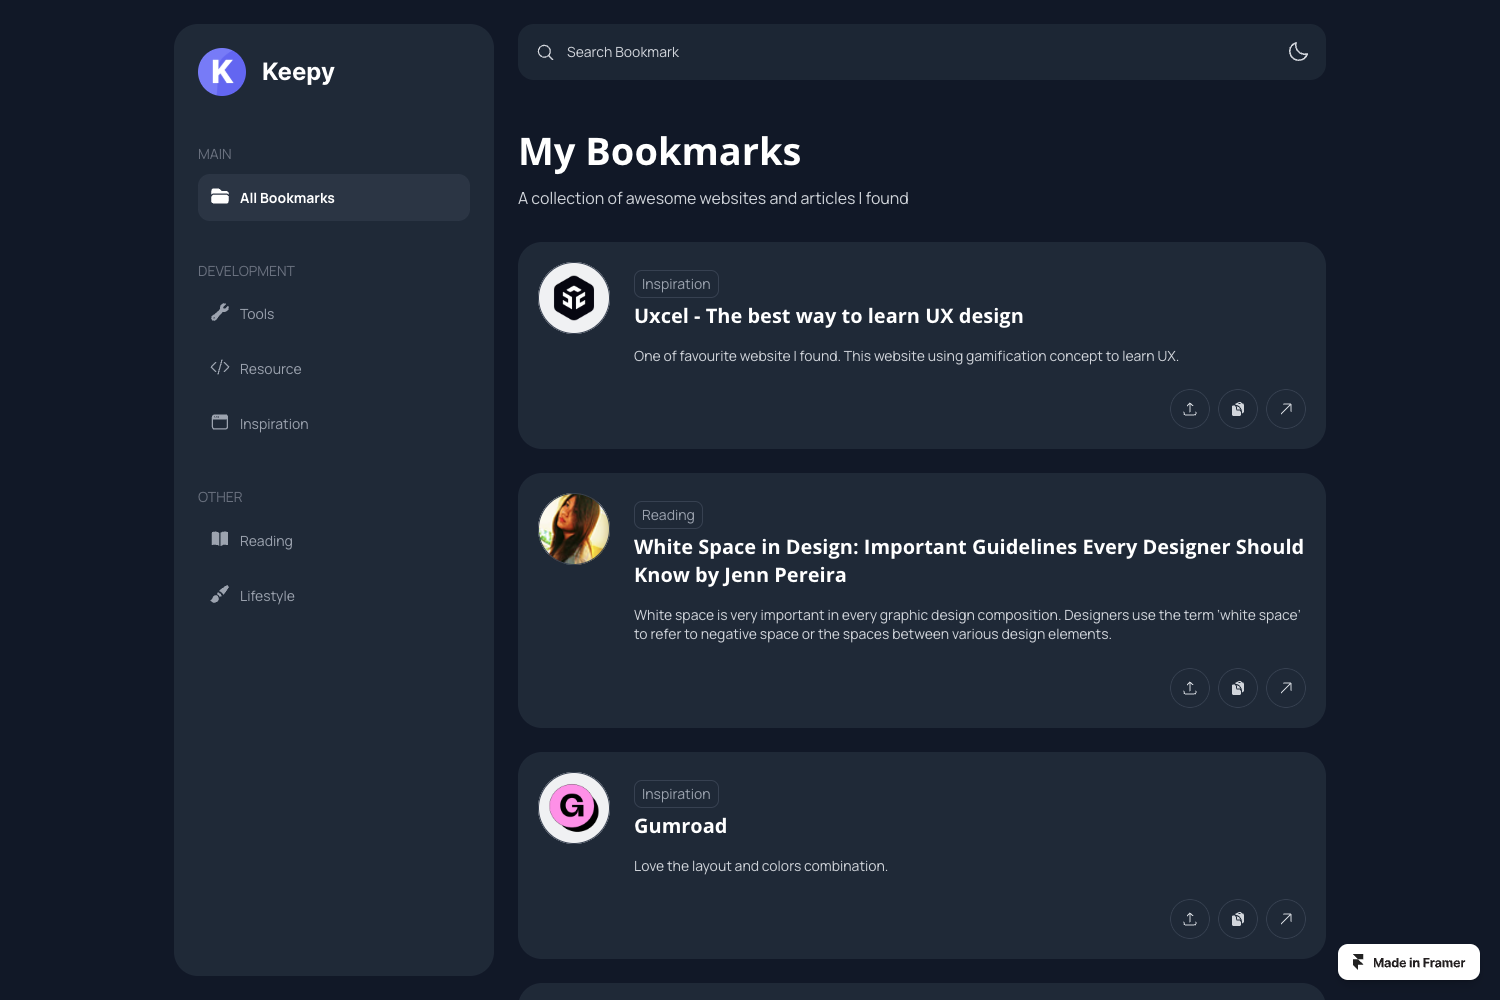 K
Keepy
MAIN
All Bookmarks
DEVELOPMENT
Tools
Resource
Inspiration
OTHER
Reading
Lifestyle
Search Bookmark
My Bookmarks
A collection of awesome websites and articles I found
Inspiration
Uxcel - The best way to learn UX design
One of favourite website I found. This website using gamification concept to learn UX.
Reading
White Space in Design: Important Guidelines Every Designer Should
Know by Jenn Pereira
White space is very important in every graphic design composition. Designers use the term ‘white space’
to refer to negative space or the spaces between various design elements.
G
Inspiration
Gumroad
Love the layout and colors combination.
Made in Framer